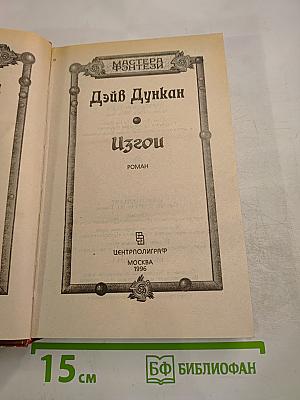 МАСТЕРА
ФЭНТЕЗИ
Дэйв Дункан
Изгои
РОМАН
ЦЕНТРПОЛИГРАФ
МОСКВА
1996
15 см
БФ БИБЛИОФАН